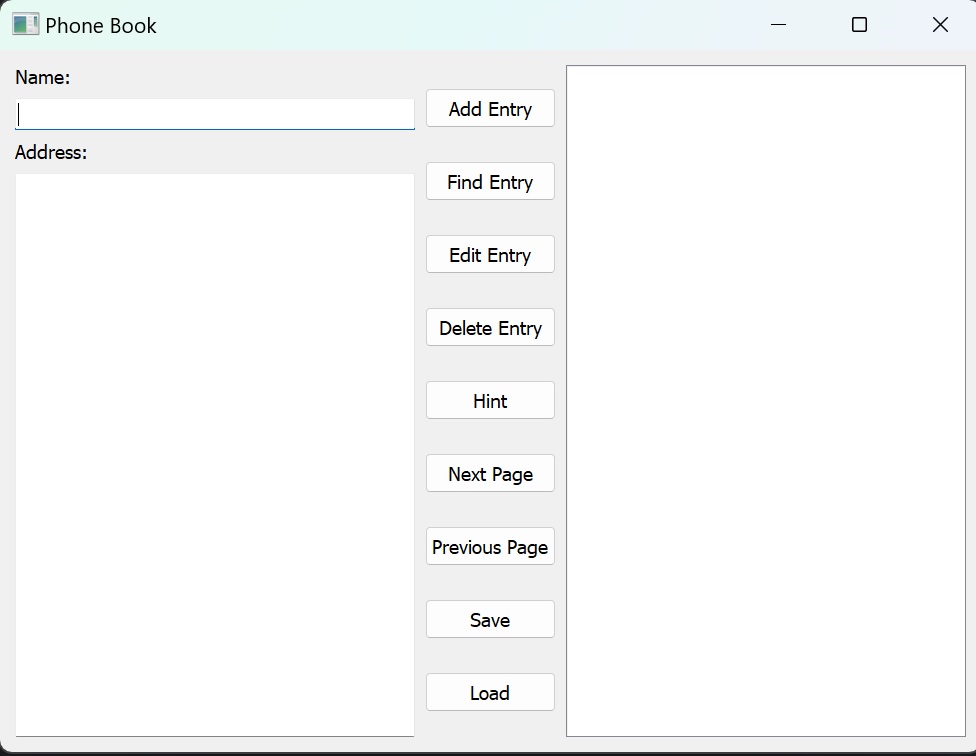 Phone Book
Name:
Address:
Add Entry
Find Entry
Edit Entry
Delete Entry
Hint
Next Page
Previous Page
Save
Load